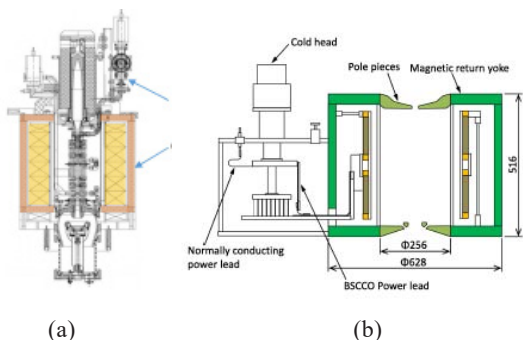 Cold head
Pole pieces
Magnetic return yoke
516
Φ256
Φ628
Normally conducting
power lead
BSCCO Power lead
(a)
(b)